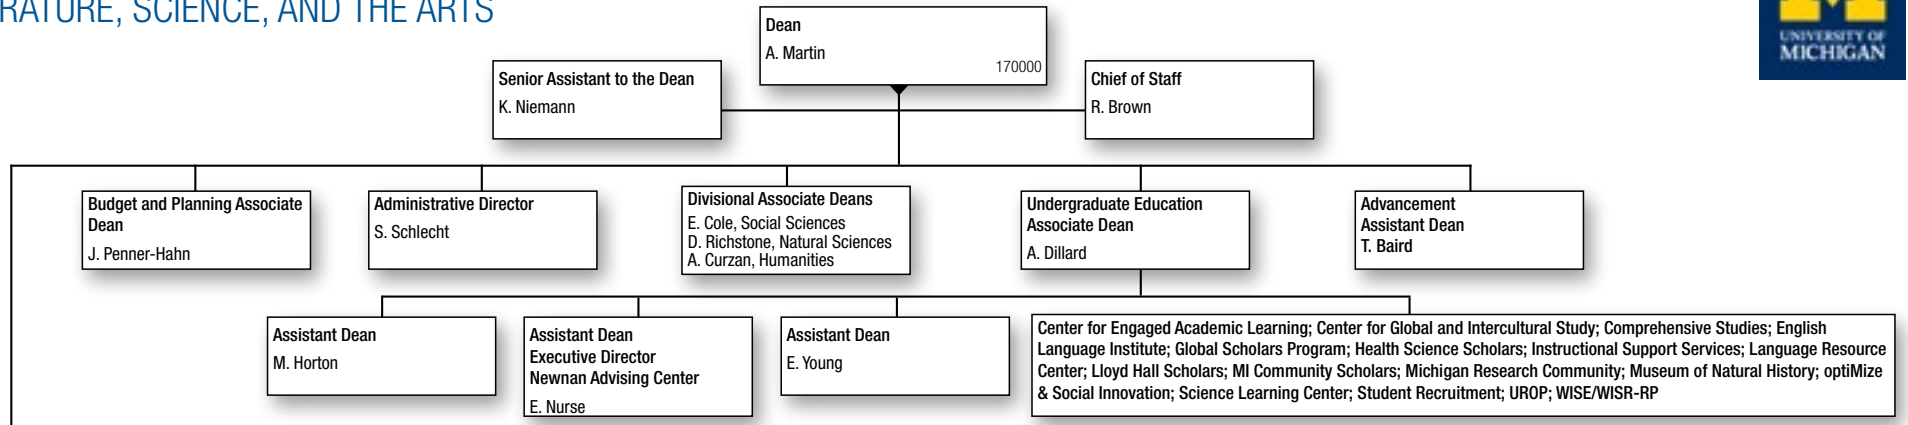 RATURE, SCIENCE, AND THE ARTS
UNIVERSITY OF
MICHIGAN
Dean
A. Martin
170000
Senior Assistant to the Dean
K. Niemann
Chief of Staff
R. Brown
Budget and Planning Associate
Dean
J. Penner-Hahn
Administrative Director
S. Schlecht
Divisional Associate Deans
E. Cole, Social Sciences
D. Richstone, Natural Sciences
A. Curzan, Humanities
Undergraduate Education
Associate Dean
A. Dillard
Advancement
Assistant Dean
T. Baird
Assistant Dean
M. Horton
Assistant Dean
Executive Director
Newnan Advising Center
E. Nurse
Assistant Dean
E. Young
Center for Engaged Academic Learning; Center for Global and Intercultural Study; Comprehensive Studies; English
Language Institute; Global Scholars Program; Health Science Scholars; Instructional Support Services; Language Resource
Center; Lloyd Hall Scholars; MI Community Scholars; Michigan Research Community; Museum of Natural History; optiMize
& Social Innovation; Science Learning Center; Student Recruitment; UROP; WISE/WISR-RP